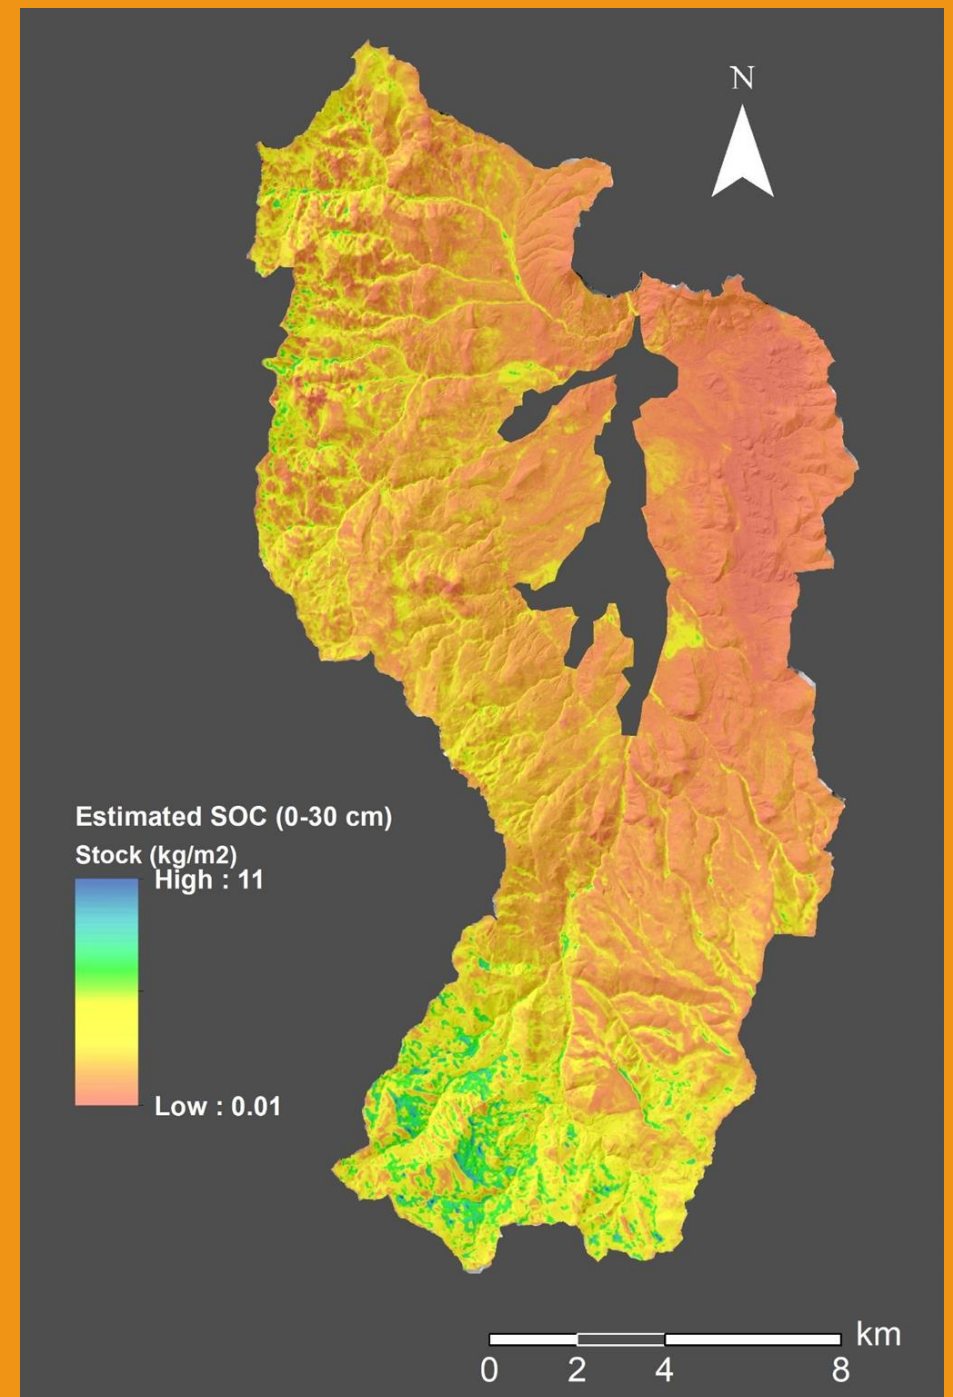 N
Estimated SOC (0-30 cm)
Stock (kg/m2)
High : 11
Low : 0.01
km
0 2 4 8